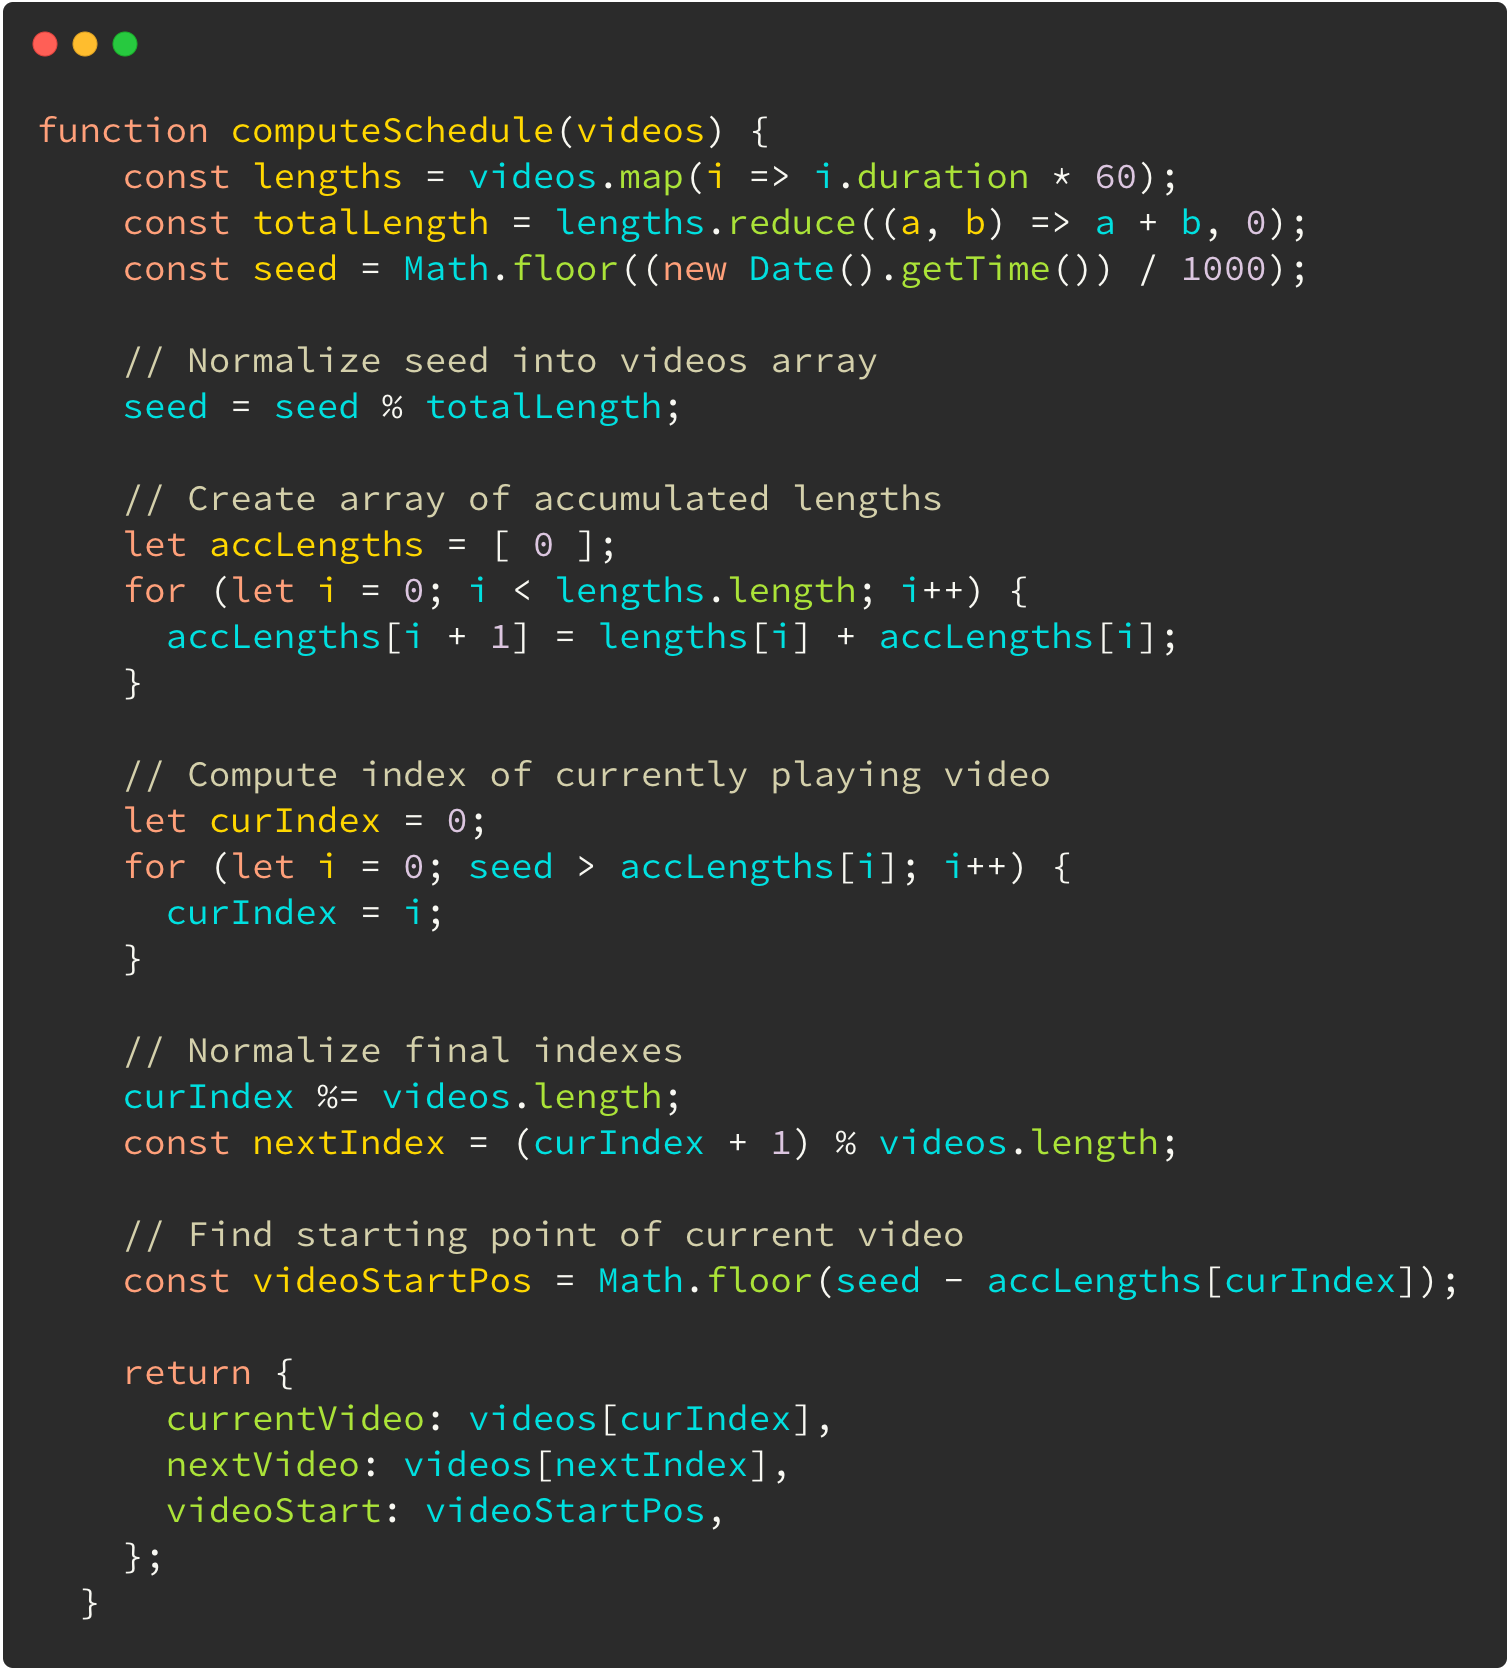 function computeSchedule(videos) {
    const lengths = videos.map(i => i.duration * 60);
    const totalLength = lengths.reduce((a, b) => a + b, 0);
    const seed = Math.floor((new Date().getTime()) / 1000);

    // Normalize seed into videos array
    seed = seed % totalLength;

    // Create array of accumulated lengths
    let accLengths = [ 0 ];
    for (let i = 0; i < lengths.length; i++) {
      accLengths[i + 1] = lengths[i] + accLengths[i];
    }

    // Compute index of currently playing video
    let curIndex = 0;
    for (let i = 0; seed > accLengths[i]; i++) {
      curIndex = i;
    }

    // Normalize final indexes
    curIndex %= videos.length;
    const nextIndex = (curIndex + 1) % videos.length;

    // Find starting point of current video
    const videoStartPos = Math.floor(seed - accLengths[curIndex]);

    return {
      currentVideo: videos[curIndex],
      nextVideo: videos[nextIndex],
      videoStart: videoStartPos,
    };
  }